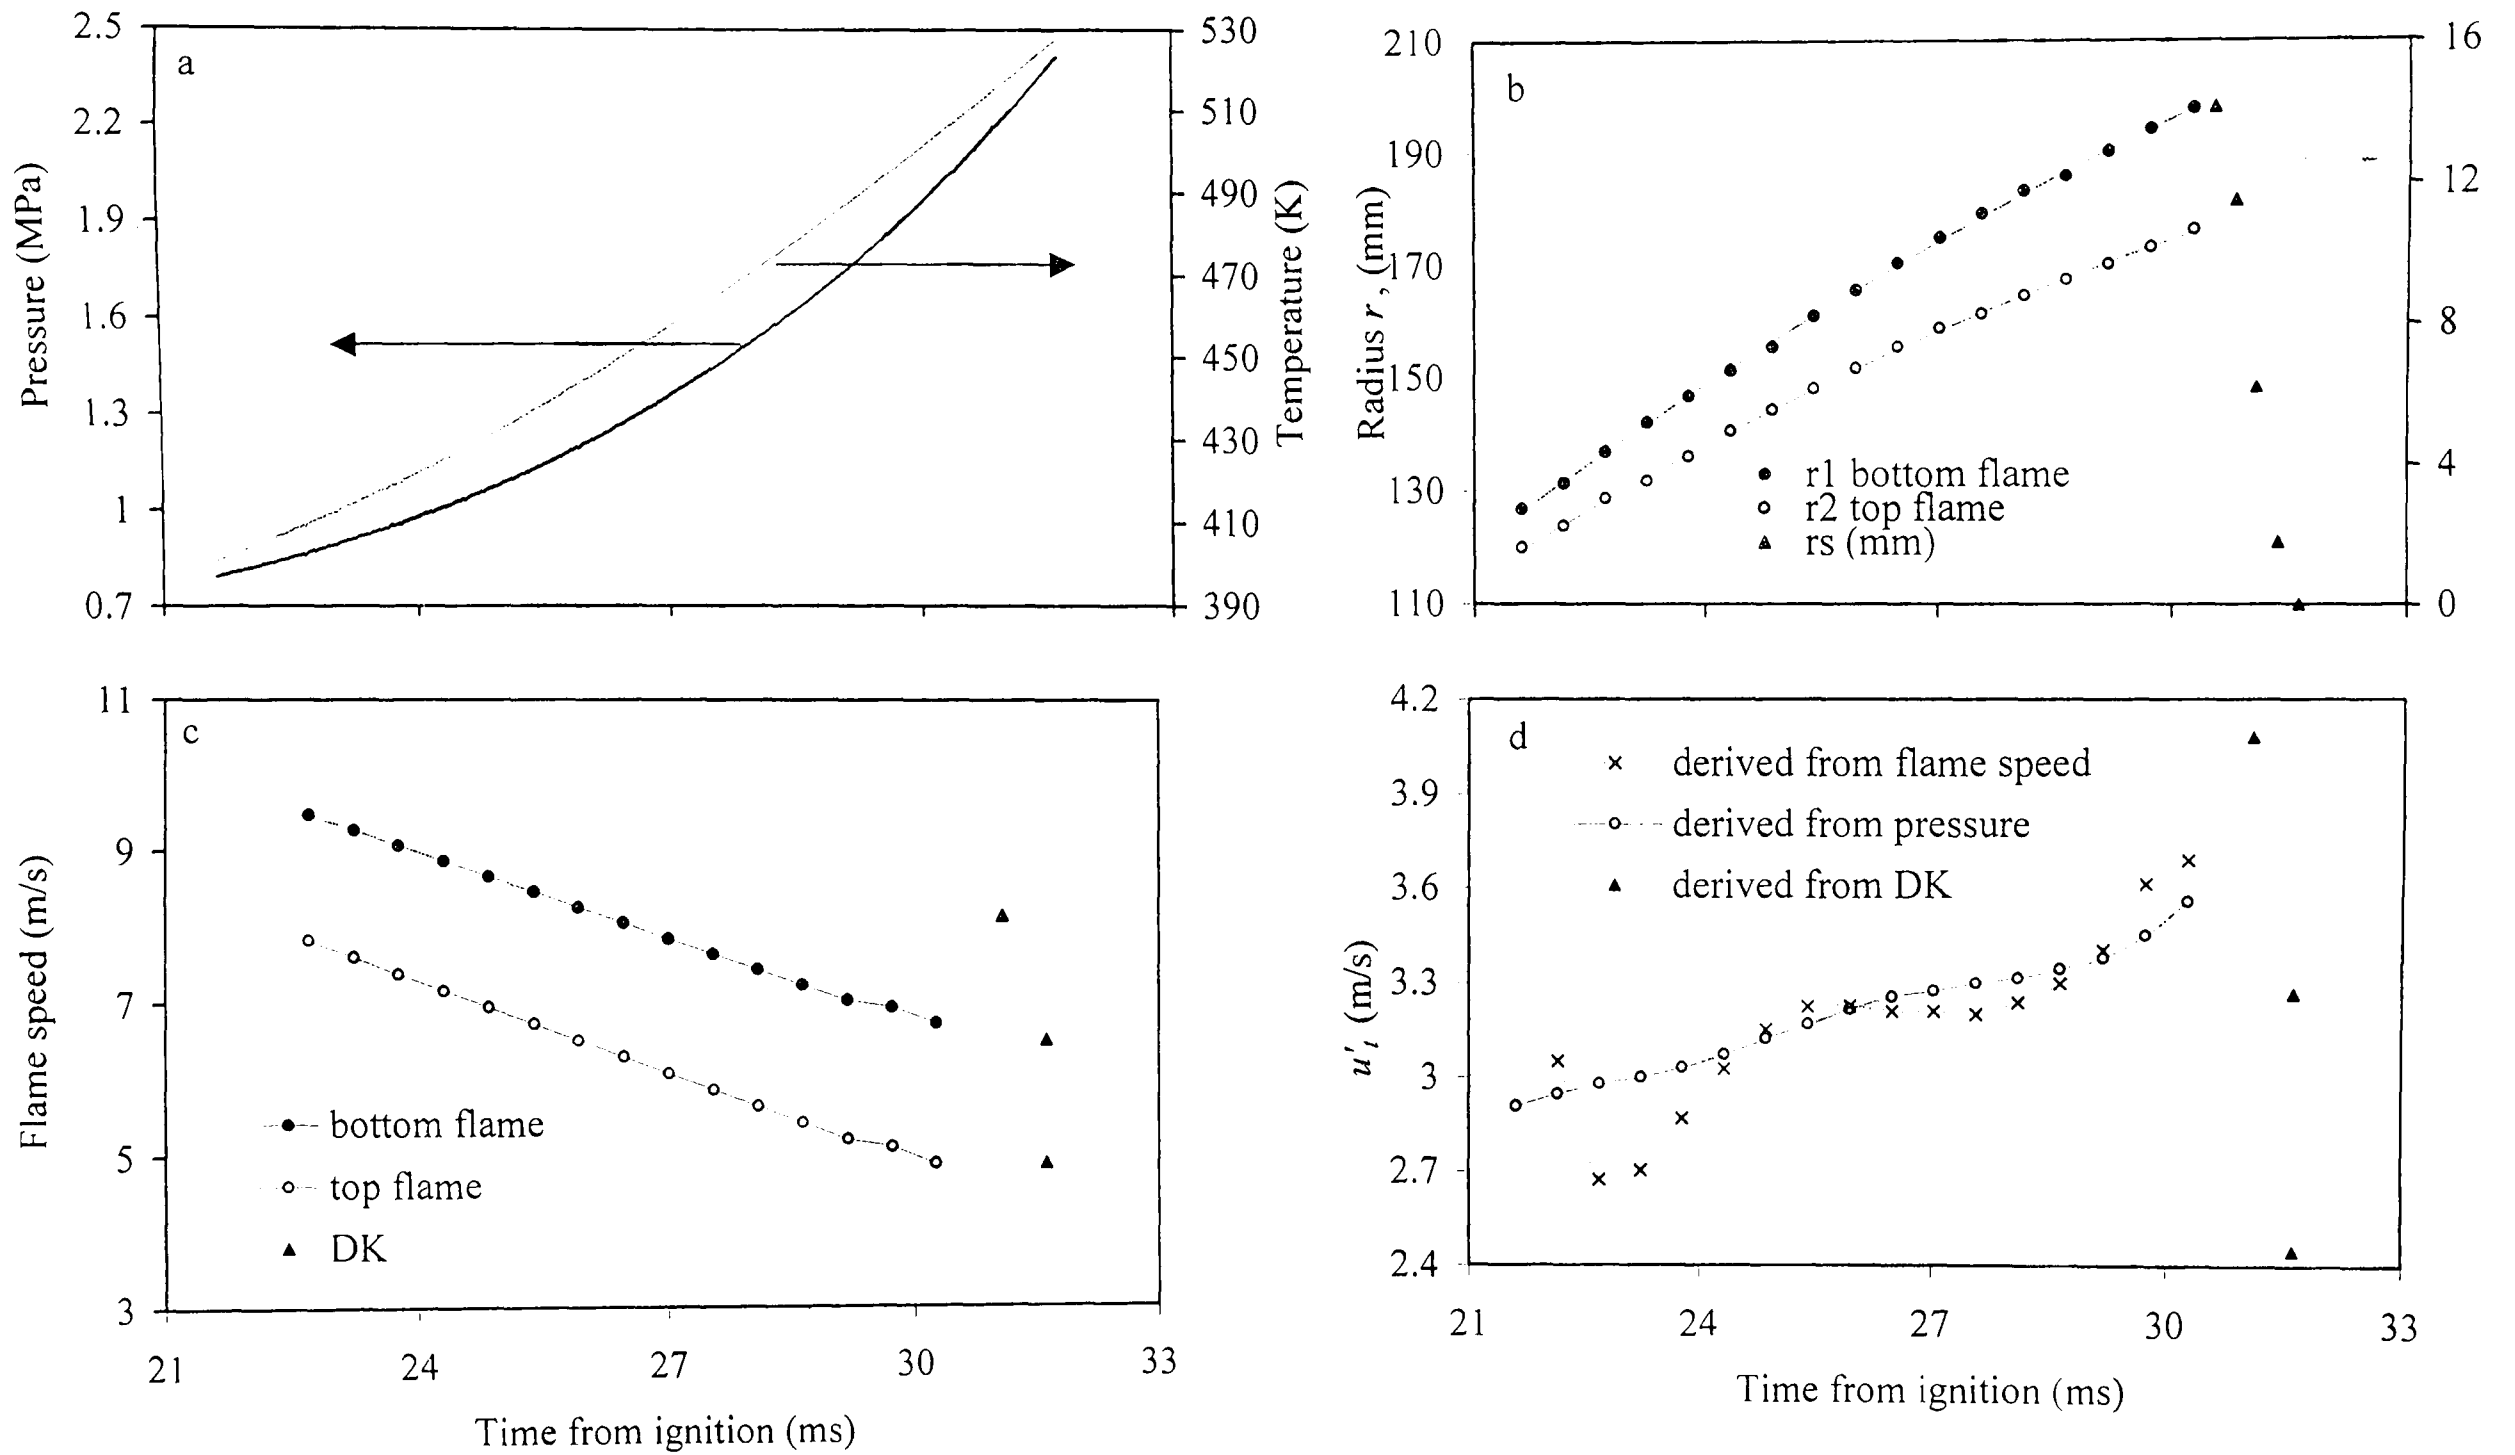 a
2.5
2.2
1.9
1.6
1.3
1
0.7
Pressure (MPa)
530
510
490
470
450
430
410
390
Temperature (K)
b
210
190
170
150
130
110
Radius r, (mm)
16
12
8
4
0
r1 bottom flame
r2 top flame
rs (mm)
c
11
9
7
5
3
Flame speed (m/s)
bottom flame
top flame
DK
21 24 27 30 33
Time from ignition (ms)
d
4.2
3.9
3.6
3.3
3
2.7
2.4
u'l (m/s)
derived from flame speed
derived from pressure
derived from DK
21 24 27 30 33
Time from ignition (ms)